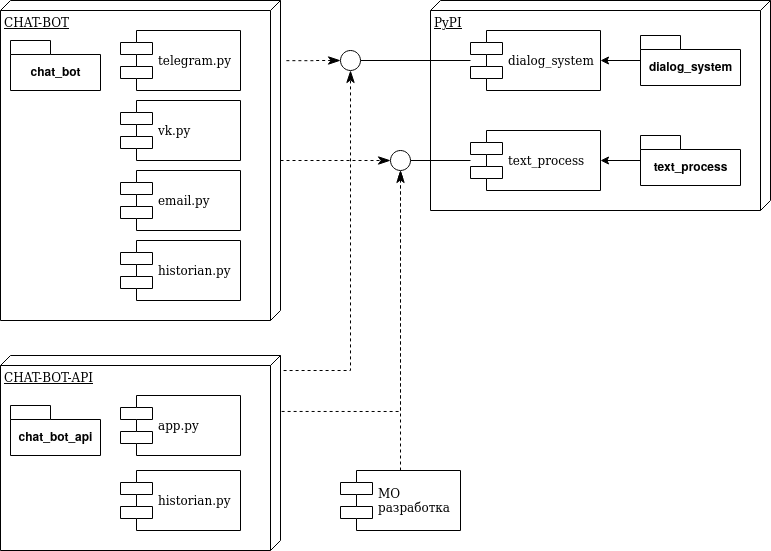 CHAT-BOT
chat_bot
telegram.py
vk.py
email.py
historian.py
PyPI
dialog_system
dialog_system
text_process
text_process
CHAT-BOT-API
chat_bot_api
app.py
historian.py
МО
разработка